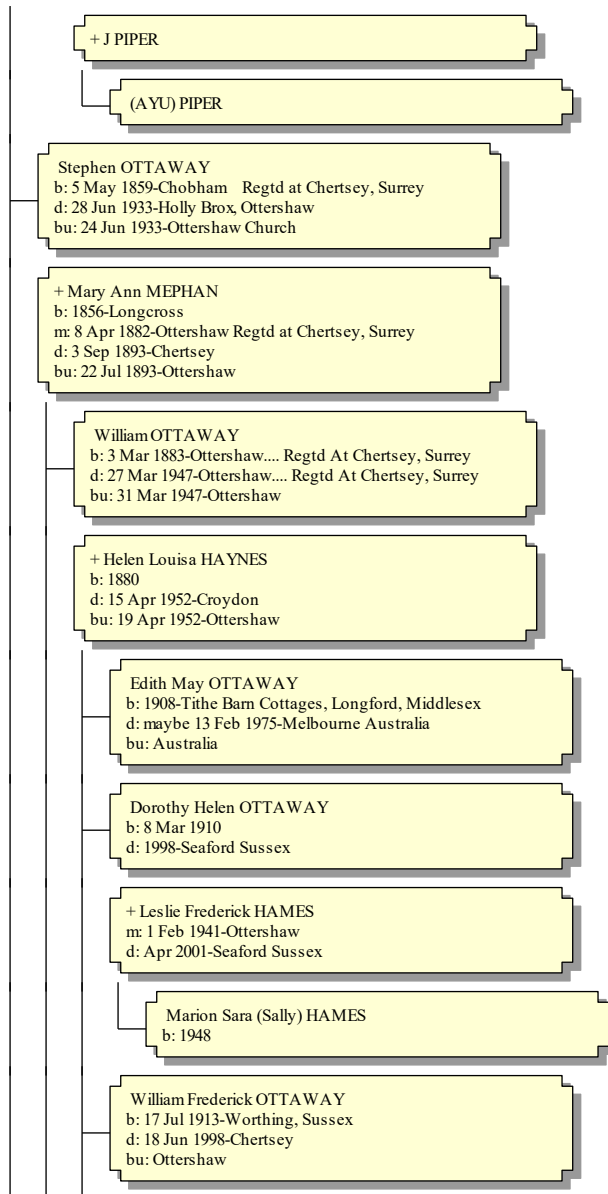 + J PIPER
(AYU) PIPER
Stephen OTTAWAY
b: 5 May 1859-Chobham Regtd at Chertsey, Surrey
d: 28 Jun 1933-Holly Brox, Ottershaw
bu: 24 Jun 1933-Ottershaw Church
+ Mary Ann MEPHAN
b: 1856-Longcross
m: 8 Apr 1882-Ottershaw Regtd at Chertsey, Surrey
d: 3 Sep 1893-Chertsey
bu: 22 Jul 1893-Ottershaw
William OTTAWAY
b: 3 Mar 1883-Ottershaw.... Regtd At Chertsey, Surrey
d: 27 Mar 1947-Ottershaw.... Regtd At Chertsey, Surrey
bu: 31 Mar 1947-Ottershaw
+ Helen Louisa HAYNES
b: 1880
d: 15 Apr 1952-Croydon
bu: 19 Apr 1952-Ottershaw
Edith May OTTAWAY
b: 1908-Tithe Barn Cottages, Longford, Middlesex
d: maybe 13 Feb 1975-Melbourne Australia
bu: Australia
Dorothy Helen OTTAWAY
b: 8 Mar 1910
d: 1998-Seaford Sussex
+ Leslie Frederick HAMES
m: 1 Feb 1941-Ottershaw
d: Apr 2001-Seaford Sussex
Marion Sara (Sally) HAMES
b: 1948
William Frederick OTTAWAY
b: 17 Jul 1913-Worthing, Sussex
d: 18 Jun 1998-Chertsey
bu: Ottershaw